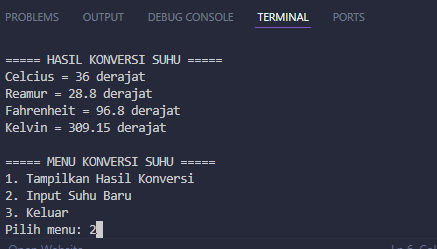 PROBLEMS OUTPUT DEBUG CONSOLE TERMINAL PORTS
===== HASIL KONVERSI SUHU =====
Celcius = 36 derajat
Reamur = 28.8 derajat
Fahrenheit = 96.8 derajat
Kelvin = 309.15 derajat
===== MENU KONVERSI SUHU =====
1. Tampilkan Hasil Konversi
2. Input Suhu Baru
3. Keluar
Pilih menu: 2